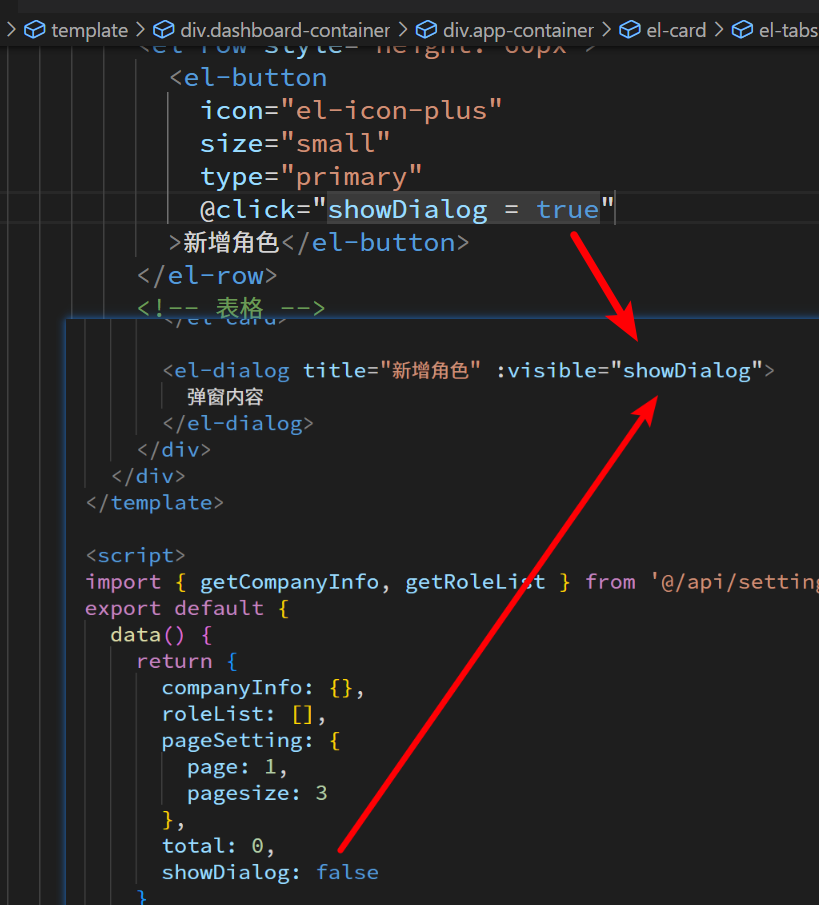 template > div.dashboard-container > div.app-container > el-card > el-tabs
<el-row style="height: 60px">
<el-button
icon="el-icon-plus"
size="small"
type="primary"
@click="showDialog = true"
>新增角色</el-button>
</el-row>
<!-- 表格 -->
</el-card>
<el-dialog title="新增角色" :visible="showDialog">
弹窗内容
</el-dialog>
</div>
</div>
</template>
<script>
import { getCompanyInfo, getRoleList } from '@/api/setting
export default {
data() {
return {
companyInfo: {},
roleList: [],
pageSetting: {
page: 1,
pagesize: 3
},
total: 0,
showDialog: false
}